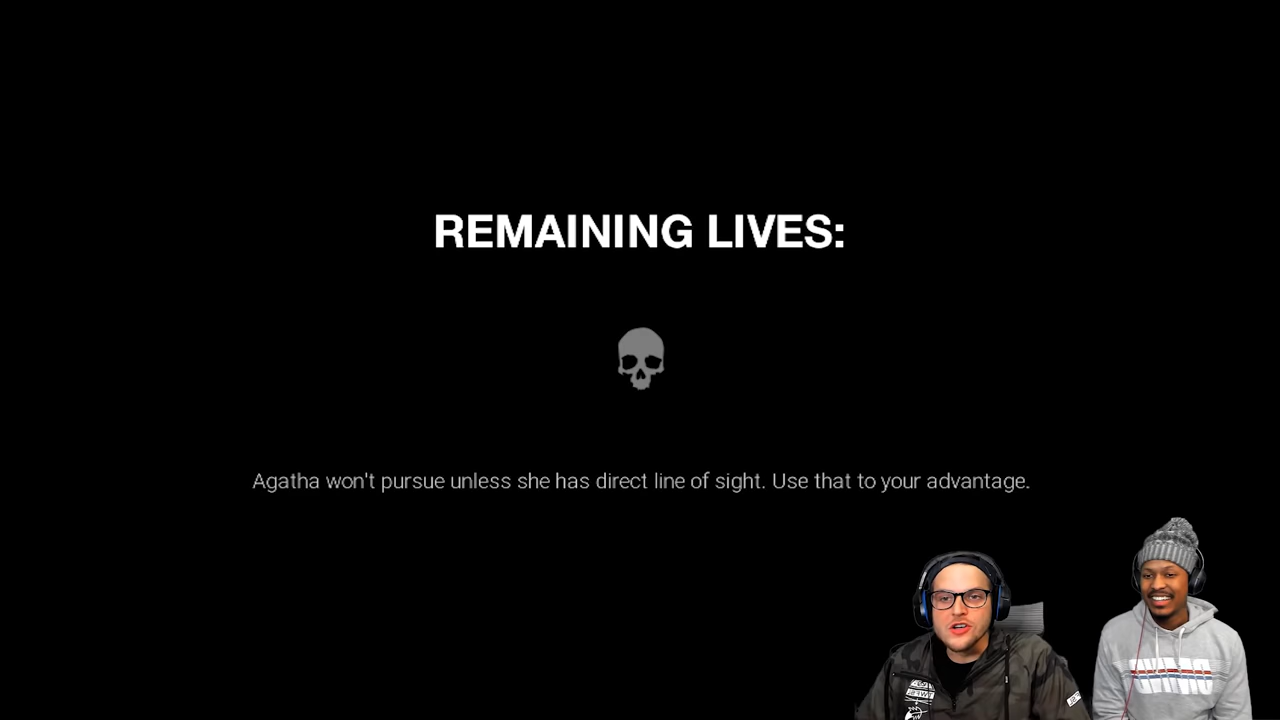 REMAINING LIVES:
Agatha won't pursue unless she has direct line of sight. Use that to your advantage.